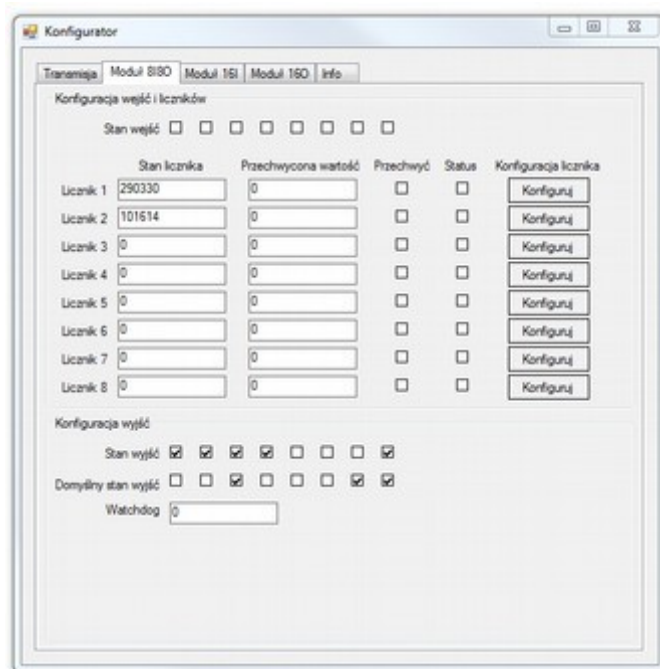 Konfigurator
Transmisja Moduł 8I8O Moduł 16I Moduł 16O Info
Konfiguracja wejść i liczników
Stan wejść
Stan licznika Przechwycona wartość Przechwyć Status Konfiguracja licznika
Licznik 1 290330 0 Konfiguruj
Licznik 2 101614 0 Konfiguruj
Licznik 3 0 0 Konfiguruj
Licznik 4 0 0 Konfiguruj
Licznik 5 0 0 Konfiguruj
Licznik 6 0 0 Konfiguruj
Licznik 7 0 0 Konfiguruj
Licznik 8 0 0 Konfiguruj
Konfiguracja wyjść
Stan wyjść
Domyślny stan wyjść
Watchdog 0